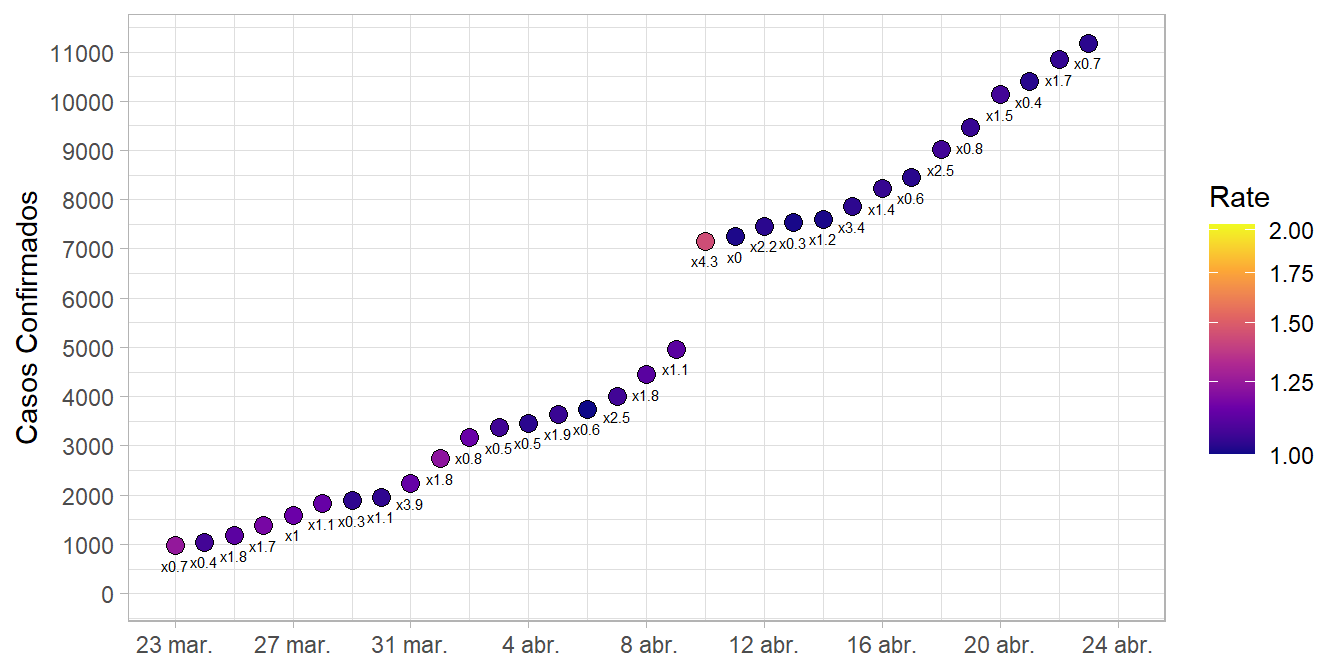 Casos Confirmados
11000
10000
9000
8000
7000
6000
5000
4000
3000
2000
1000
0
x0.7
x0.4
x1.8
x1.7
x1
x1.1
x0.3
x1.1
x3.9
x1.8
x0.8
x0.5
x0.5
x1.9
x0.6
x2.5
x1.8
x1.1
x4.3
x0
x2.2
x0.3
x1.2
x3.4
x1.4
x0.6
x2.5
x0.8
x1.5
x0.4
x1.7
x0.7
23 mar.
27 mar.
31 mar.
4 abr.
8 abr.
12 abr.
16 abr.
20 abr.
24 abr.
Rate
2.00
1.75
1.50
1.25
1.00